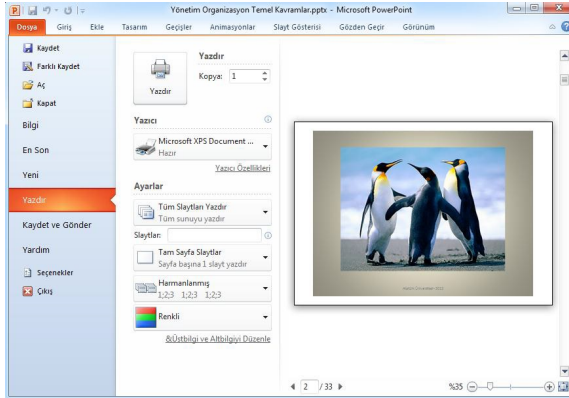 Yönetim Organizasyon Temel Kavramlar.pptx - Microsoft PowerPoint
Dosya Giriş Ekle Tasarım Geçişler Animasyonlar Slayt Gösterisi Gözden Geçir Görünüm
Kaydet
Farklı Kaydet
Aç
Kapat
Bilgi
En Son
Yeni
Yazdır
Kaydet ve Gönder
Yardım
Seçenekler
Çıkış
Yazdır
Yazdır
Kopya: 1
Yazıcı
Microsoft XPS Document ...
Hazır
Yazıcı Özellikleri
Ayarlar
Tüm Slaytları Yazdır
Tüm sunuyu yazdır
Slaytlar:
Tam Sayfa Slaytlar
Sayfa başına 1 slayt yazdır
Harmanlanmış
1;2;3 1;2;3 1;2;3
Renkli
&Üstbilgi ve Altbilgiyi Düzenle
2 / 33
%35